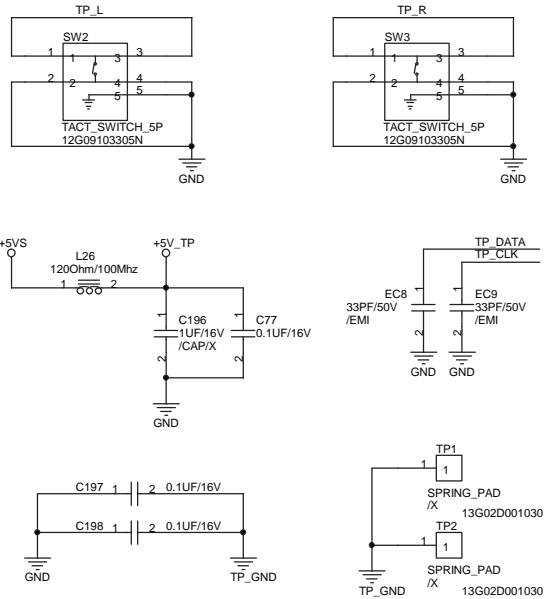 TP_L
SW2
1 1 3 3
2 2 4 4
5 5
TACT_SWITCH_5P
12G09103305N
GND
TP_R
SW3
1 1 3 3
2 2 4 4
5 5
TACT_SWITCH_5P
12G09103305N
GND
+5VS
L26
120Ohm/100Mhz
1 2
+5V_TP
1
C196
1UF/16V
/CAP/X
2
1
C77
0.1UF/16V
2
GND
TP_DATA
TP_CLK
1
EC8
33PF/50V
/EMI
2
GND
1
EC9
33PF/50V
/EMI
2
GND
C197 1 2 0.1UF/16V
C198 1 2 0.1UF/16V
GND
TP_GND
TP1
1 1
SPRING_PAD
/X
13G02D001030
TP2
1 1
SPRING_PAD
/X
13G02D001030
TP_GND